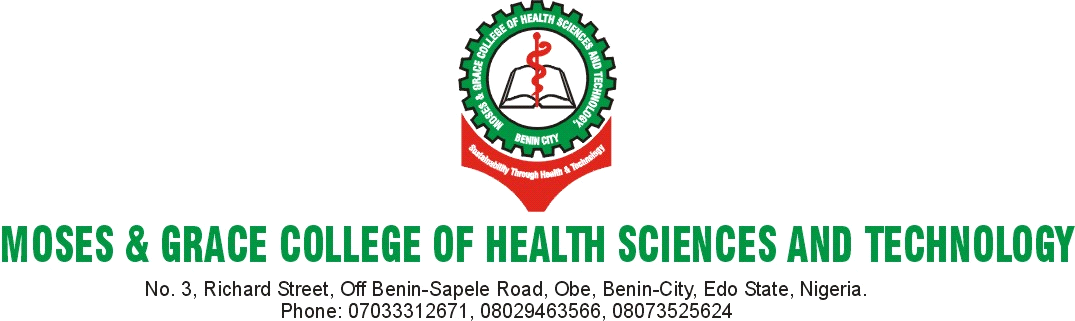 MOSES & GRACE COLLEGE OF HEALTH SCIENCES AND TECHNOLOGY,
BENIN CITY
Sustainability Through Health & Technology
MOSES & GRACE COLLEGE OF HEALTH SCIENCES AND TECHNOLOGY
No. 3, Richard Street, Off Benin-Sapele Road, Obe, Benin-City, Edo State, Nigeria.
Phone: 07033312671, 08029463566, 08073525624